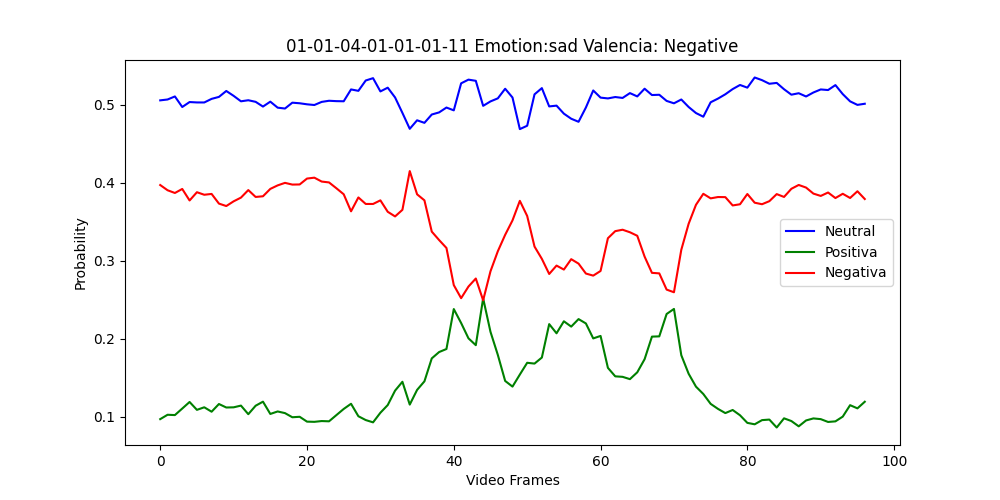 01-01-04-01-01-01-11 Emotion:sad Valencia: Negative
Probability
0.5
0.4
0.3
0.2
0.1
Neutral
Positiva
Negativa
0 20 40 60 80 100
Video Frames